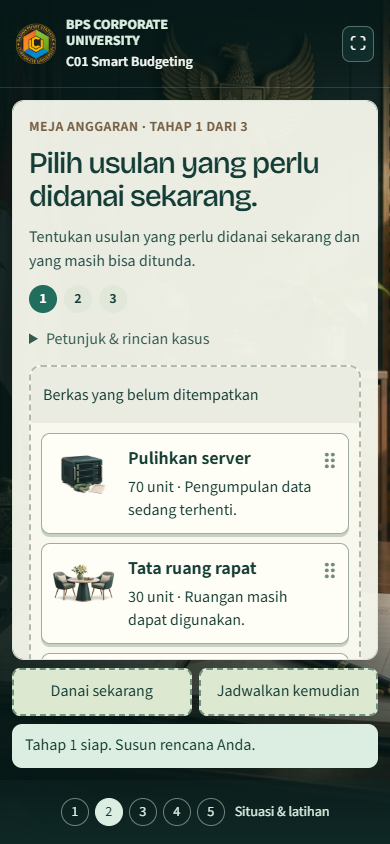 BPS CORPORATE
UNIVERSITY
C01 Smart Budgeting
MEJA ANGGARAN · TAHAP 1 DARI 3
Pilih usulan yang perlu
didanai sekarang.
Tentukan usulan yang perlu didanai sekarang dan
yang masih bisa ditunda.
1 2 3
Petunjuk & rincian kasus
Berkas yang belum ditempatkan
Pulihkan server
70 unit · Pengumpulan data
sedang terhenti.
Tata ruang rapat
30 unit · Ruangan masih
dapat digunakan.
Danai sekarang Jadwalkan kemudian
Tahap 1 siap. Susun rencana Anda.
1 2 3 4 5 Situasi & latihan